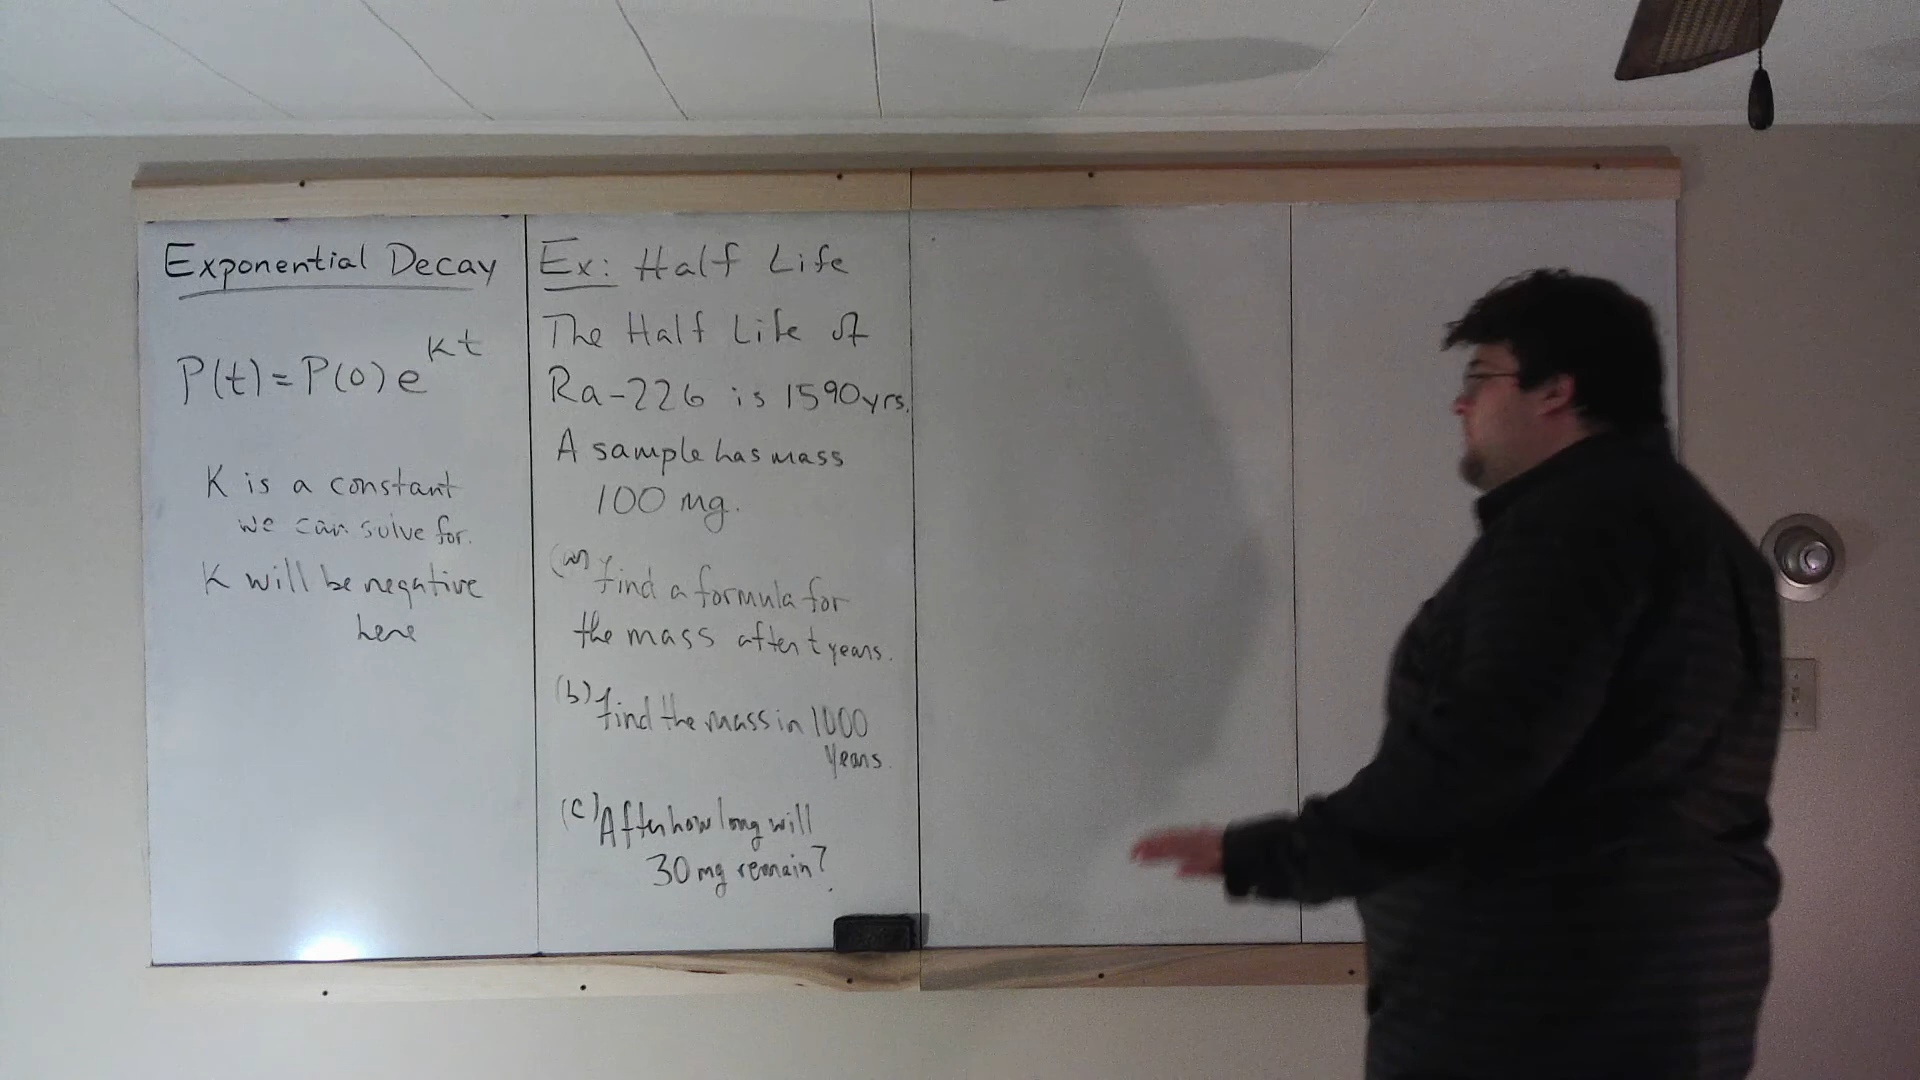 Exponential Decay
P(t) = P(0) e^{kt}
K is a constant
we can solve for.
K will be negative
here
Ex: Half Life
The Half Life of
Ra-226 is 1590yrs.
A sample has mass
100 mg.
(a) find a formula for
the mass after t years.
(b) find the mass in 1000
years.
(c) After how long will
30 mg remain?